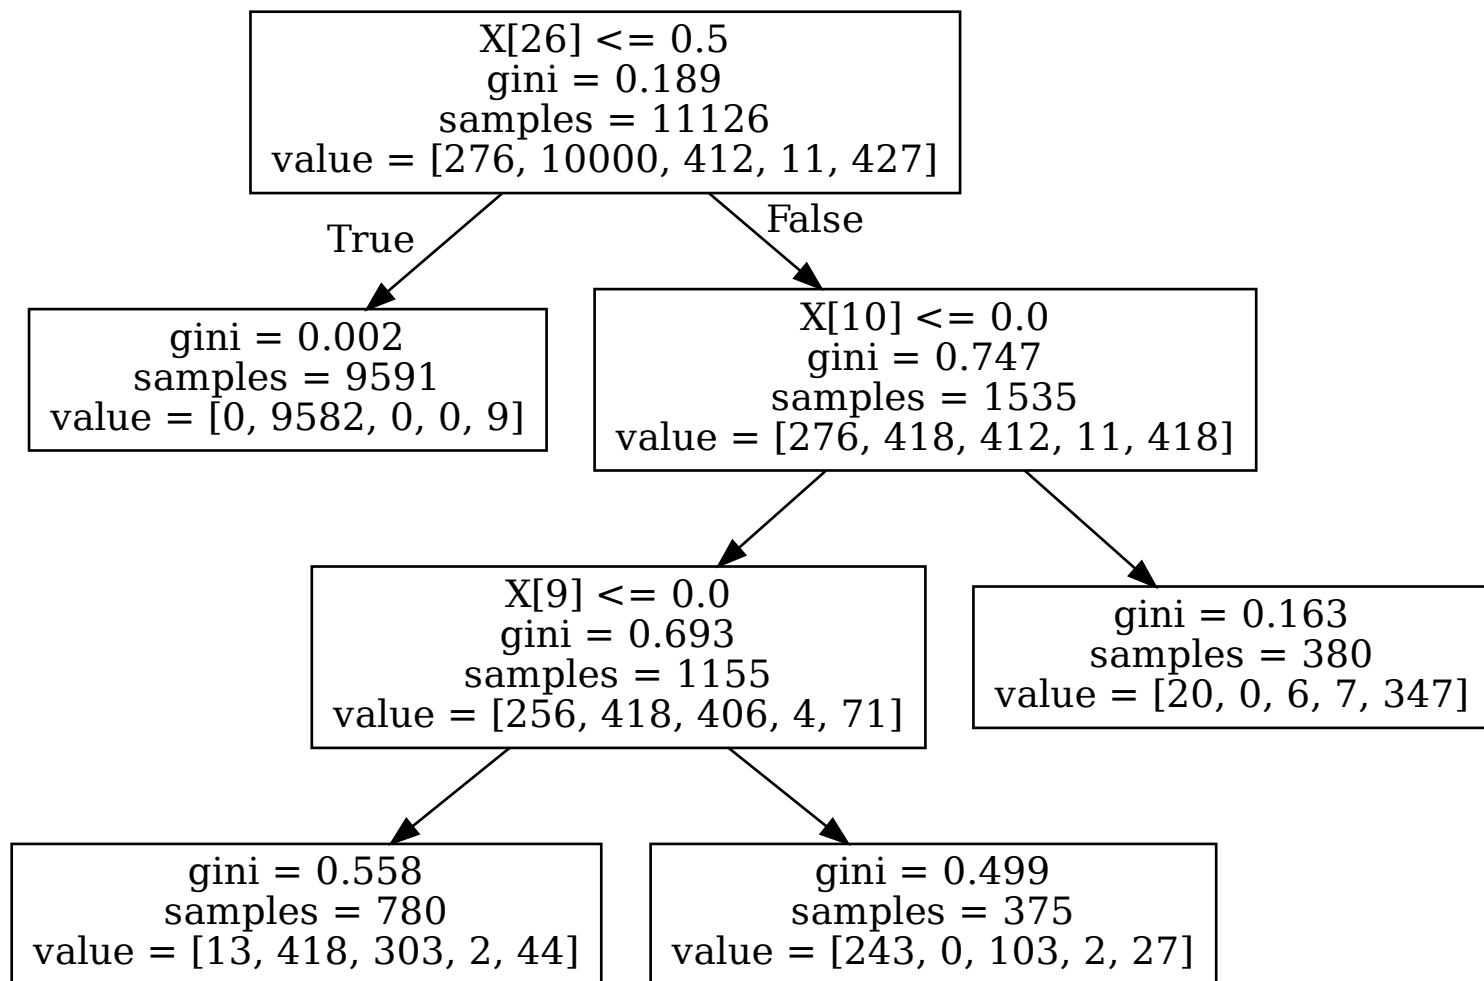 X[26] <= 0.5
gini = 0.189
samples = 11126
value = [276, 10000, 412, 11, 427]
True
False
gini = 0.002
samples = 9591
value = [0, 9582, 0, 0, 9]
X[10] <= 0.0
gini = 0.747
samples = 1535
value = [276, 418, 412, 11, 418]
X[9] <= 0.0
gini = 0.693
samples = 1155
value = [256, 418, 406, 4, 71]
gini = 0.163
samples = 380
value = [20, 0, 6, 7, 347]
gini = 0.558
samples = 780
value = [13, 418, 303, 2, 44]
gini = 0.499
samples = 375
value = [243, 0, 103, 2, 27]